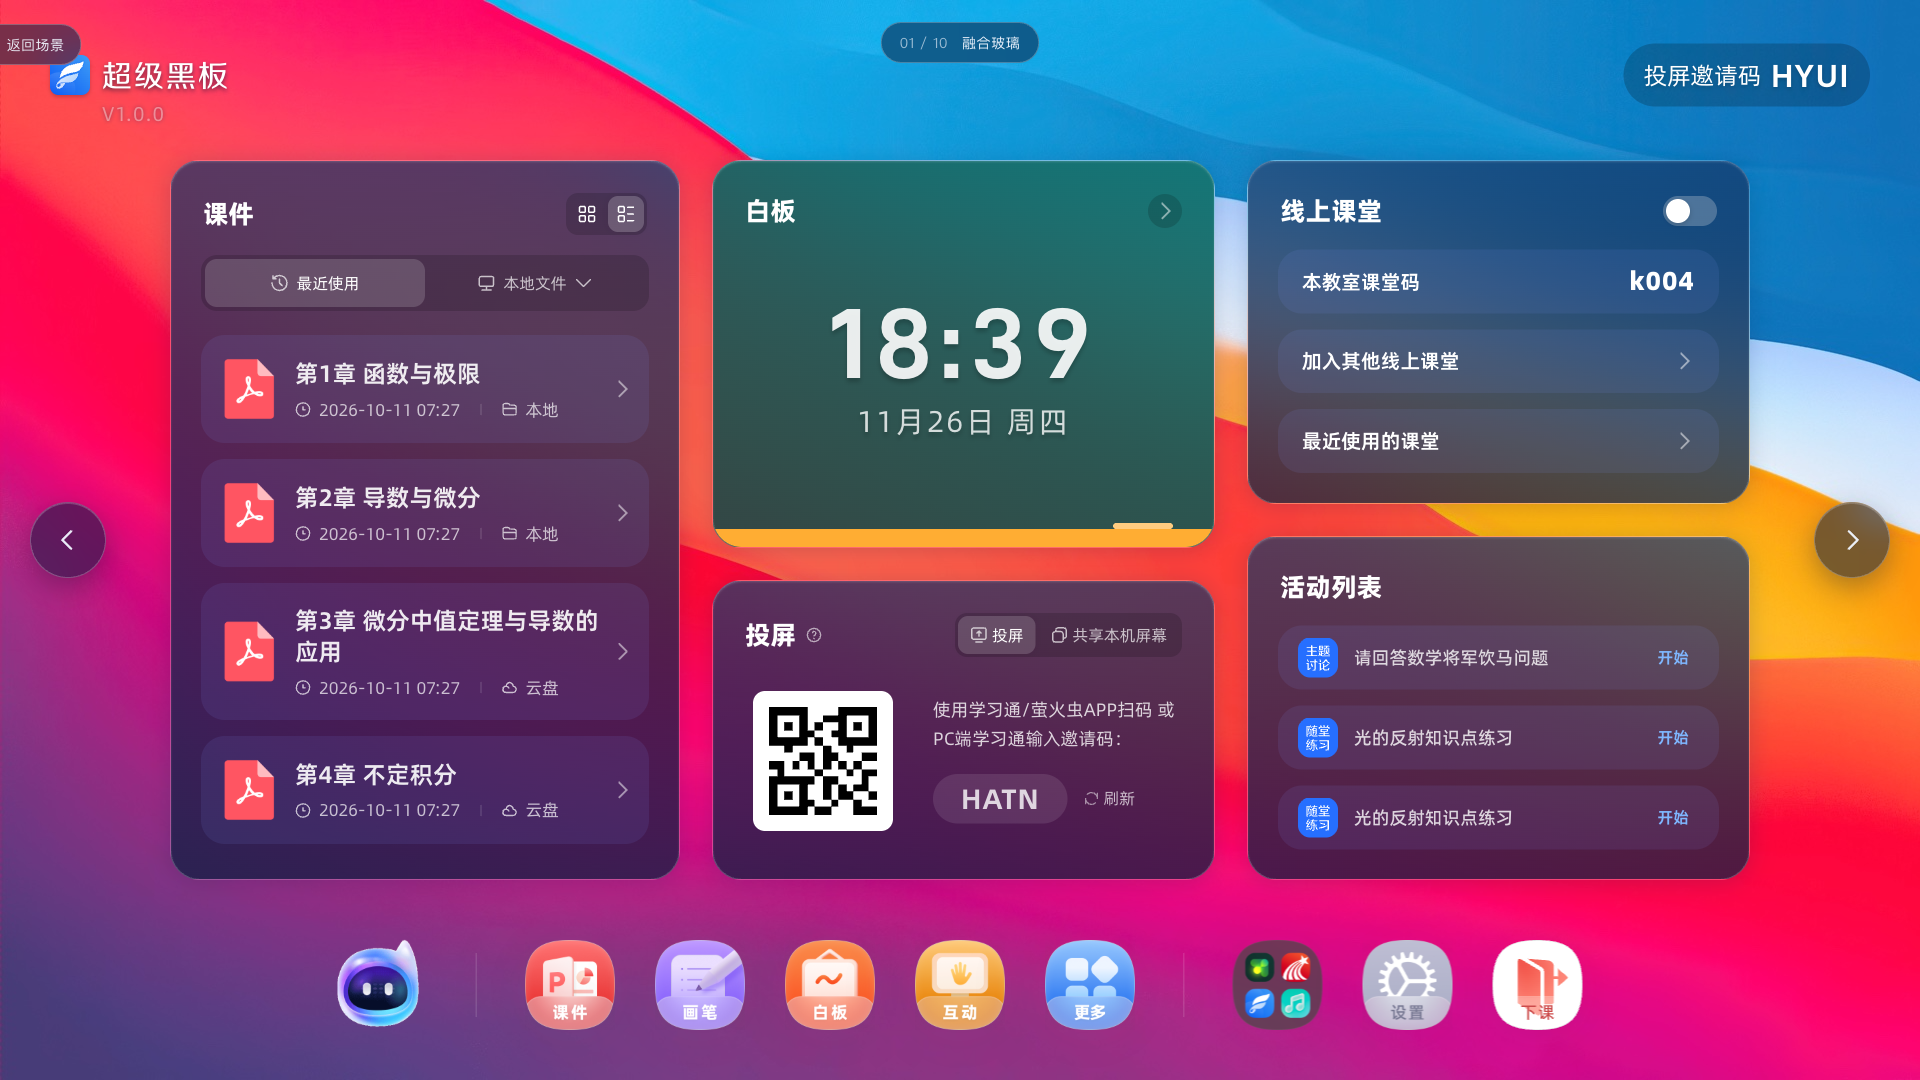 返回场景
01 / 10 融合玻璃
超级黑板
V1.0.0
投屏邀请码 HYUI
课件
最近使用
本地文件
第1章 函数与极限
2026-10-11 07:27 本地
第2章 导数与微分
2026-10-11 07:27 本地
第3章 微分中值定理与导数的
应用
2026-10-11 07:27 云盘
第4章 不定积分
2026-10-11 07:27 云盘
白板
18:39
11月26日 周四
投屏
投屏
共享本机屏幕
使用学习通/萤火虫APP扫码 或
PC端学习通输入邀请码：
HATN
刷新
线上课堂
本教室课堂码 k004
加入其他线上课堂
最近使用的课堂
活动列表
主题
讨论
请回答数学将军饮马问题 开始
随堂
练习
光的反射知识点练习 开始
随堂
练习
光的反射知识点练习 开始
P
课件
画笔
白板
互动
更多
设置
下课